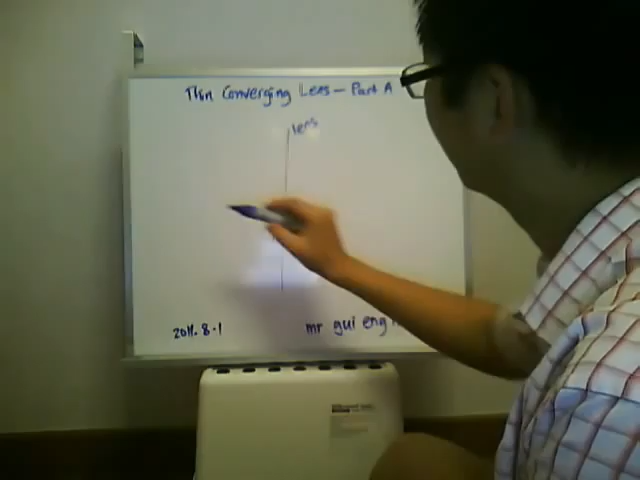 Thin Converging Lens – Part A
lens
2011.8.1
mr gui eng